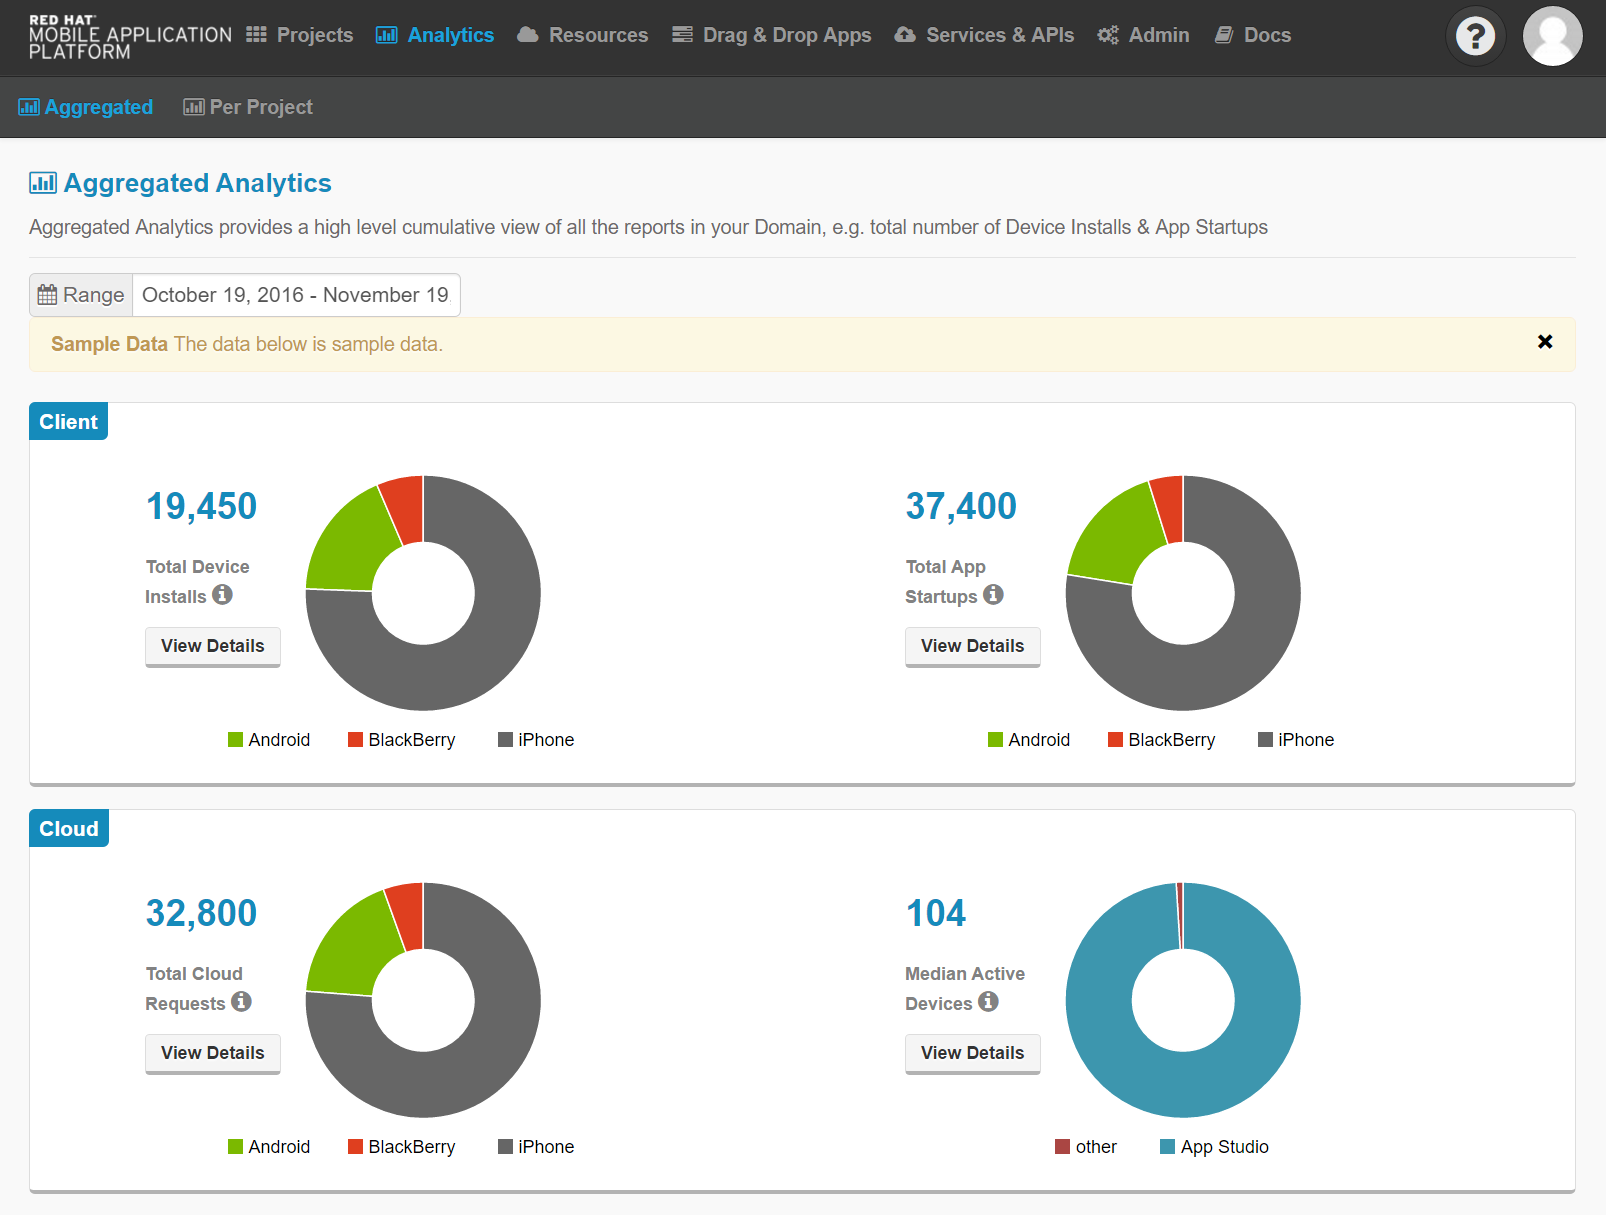 RED HAT
MOBILE APPLICATION
PLATFORM
Projects
Analytics
Resources
Drag & Drop Apps
Services & APIs
Admin
Docs
?
Aggregated
Per Project
Aggregated Analytics
Aggregated Analytics provides a high level cumulative view of all the reports in your Domain, e.g. total number of Device Installs & App Startups
Range October 19, 2016 - November 19,
Sample Data The data below is sample data.
Client
19,450
Total Device
Installs
View Details
Android BlackBerry iPhone
37,400
Total App
Startups
View Details
Android BlackBerry iPhone
Cloud
32,800
Total Cloud
Requests
View Details
Android BlackBerry iPhone
104
Median Active
Devices
View Details
other App Studio